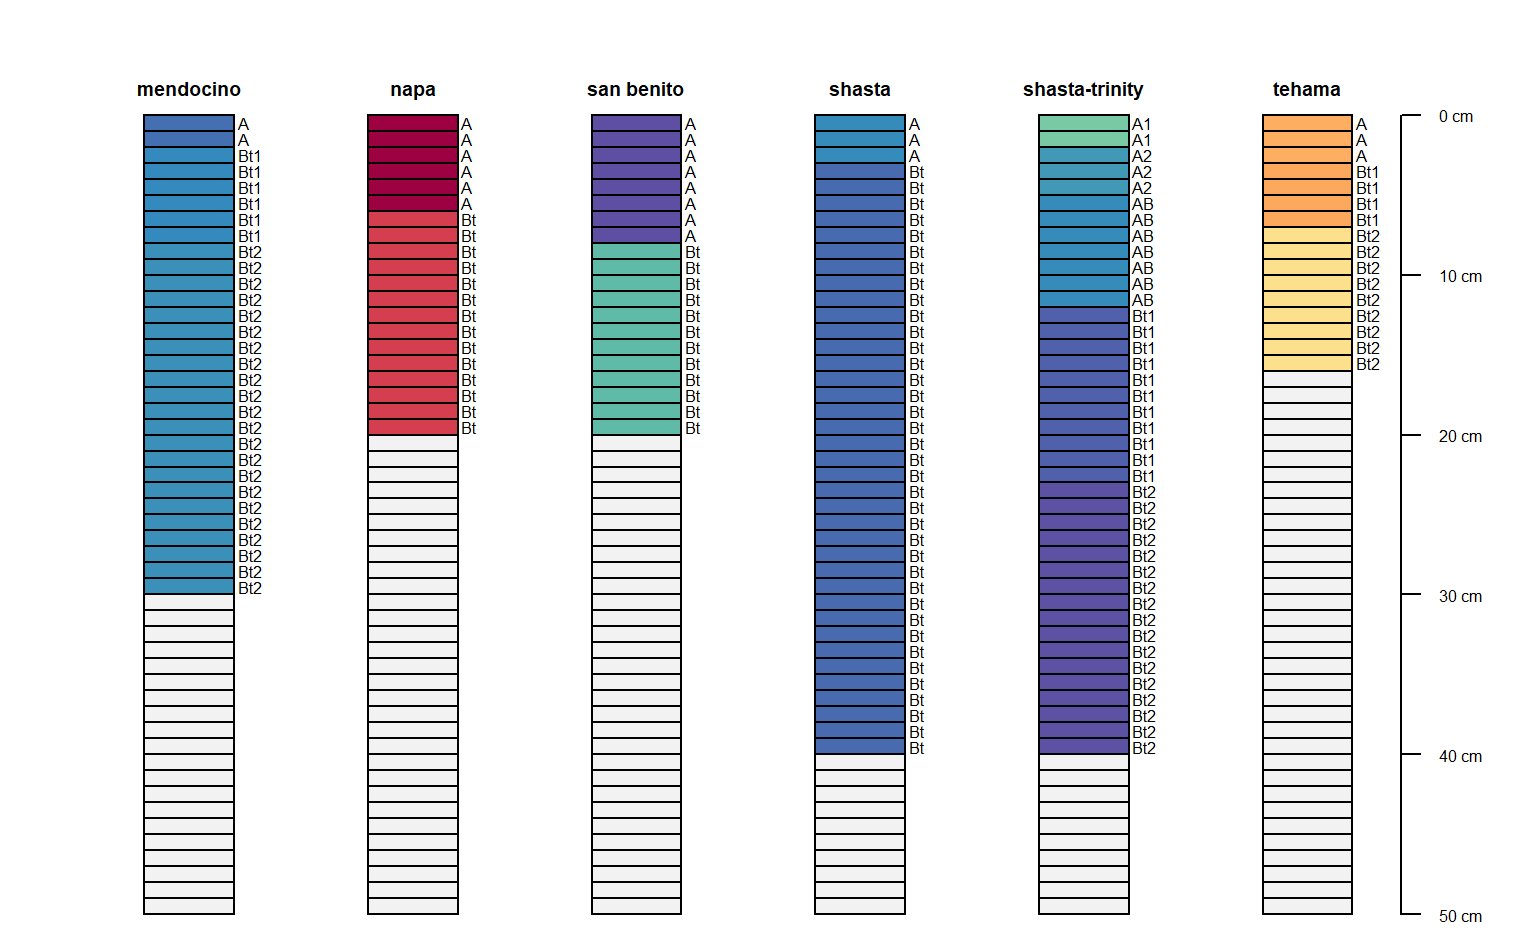 mendocino napa san benito shasta shasta-trinity tehama
A A A A A1 A 0 cm
A A A A A1 A
Bt1 A A A A2 A
Bt1 A A Bt A2 Bt1
Bt1 A A Bt A2 Bt1
Bt1 A A Bt AB Bt1
Bt1 Bt A Bt AB Bt1
Bt1 Bt A Bt AB Bt2
Bt2 Bt Bt Bt AB Bt2
Bt2 Bt Bt Bt AB Bt2
Bt2 Bt Bt Bt AB Bt2 10 cm
Bt2 Bt Bt Bt AB Bt2
Bt2 Bt Bt Bt Bt1 Bt2
Bt2 Bt Bt Bt Bt1 Bt2
Bt2 Bt Bt Bt Bt1 Bt2
Bt2 Bt Bt Bt Bt1 Bt2
Bt2 Bt Bt Bt Bt1
Bt2 Bt Bt Bt Bt1
Bt2 Bt Bt Bt Bt1
Bt2 Bt Bt Bt Bt1
Bt2 Bt Bt1 20 cm
Bt2 Bt Bt1
Bt2 Bt Bt1
Bt2 Bt Bt2
Bt2 Bt Bt2
Bt2 Bt Bt2
Bt2 Bt Bt2
Bt2 Bt Bt2
Bt2 Bt Bt2
Bt2 Bt Bt2
Bt Bt2 30 cm
Bt Bt2
Bt Bt2
Bt Bt2
Bt Bt2
Bt Bt2
Bt Bt2
Bt Bt2
Bt Bt2
Bt Bt2
40 cm
50 cm